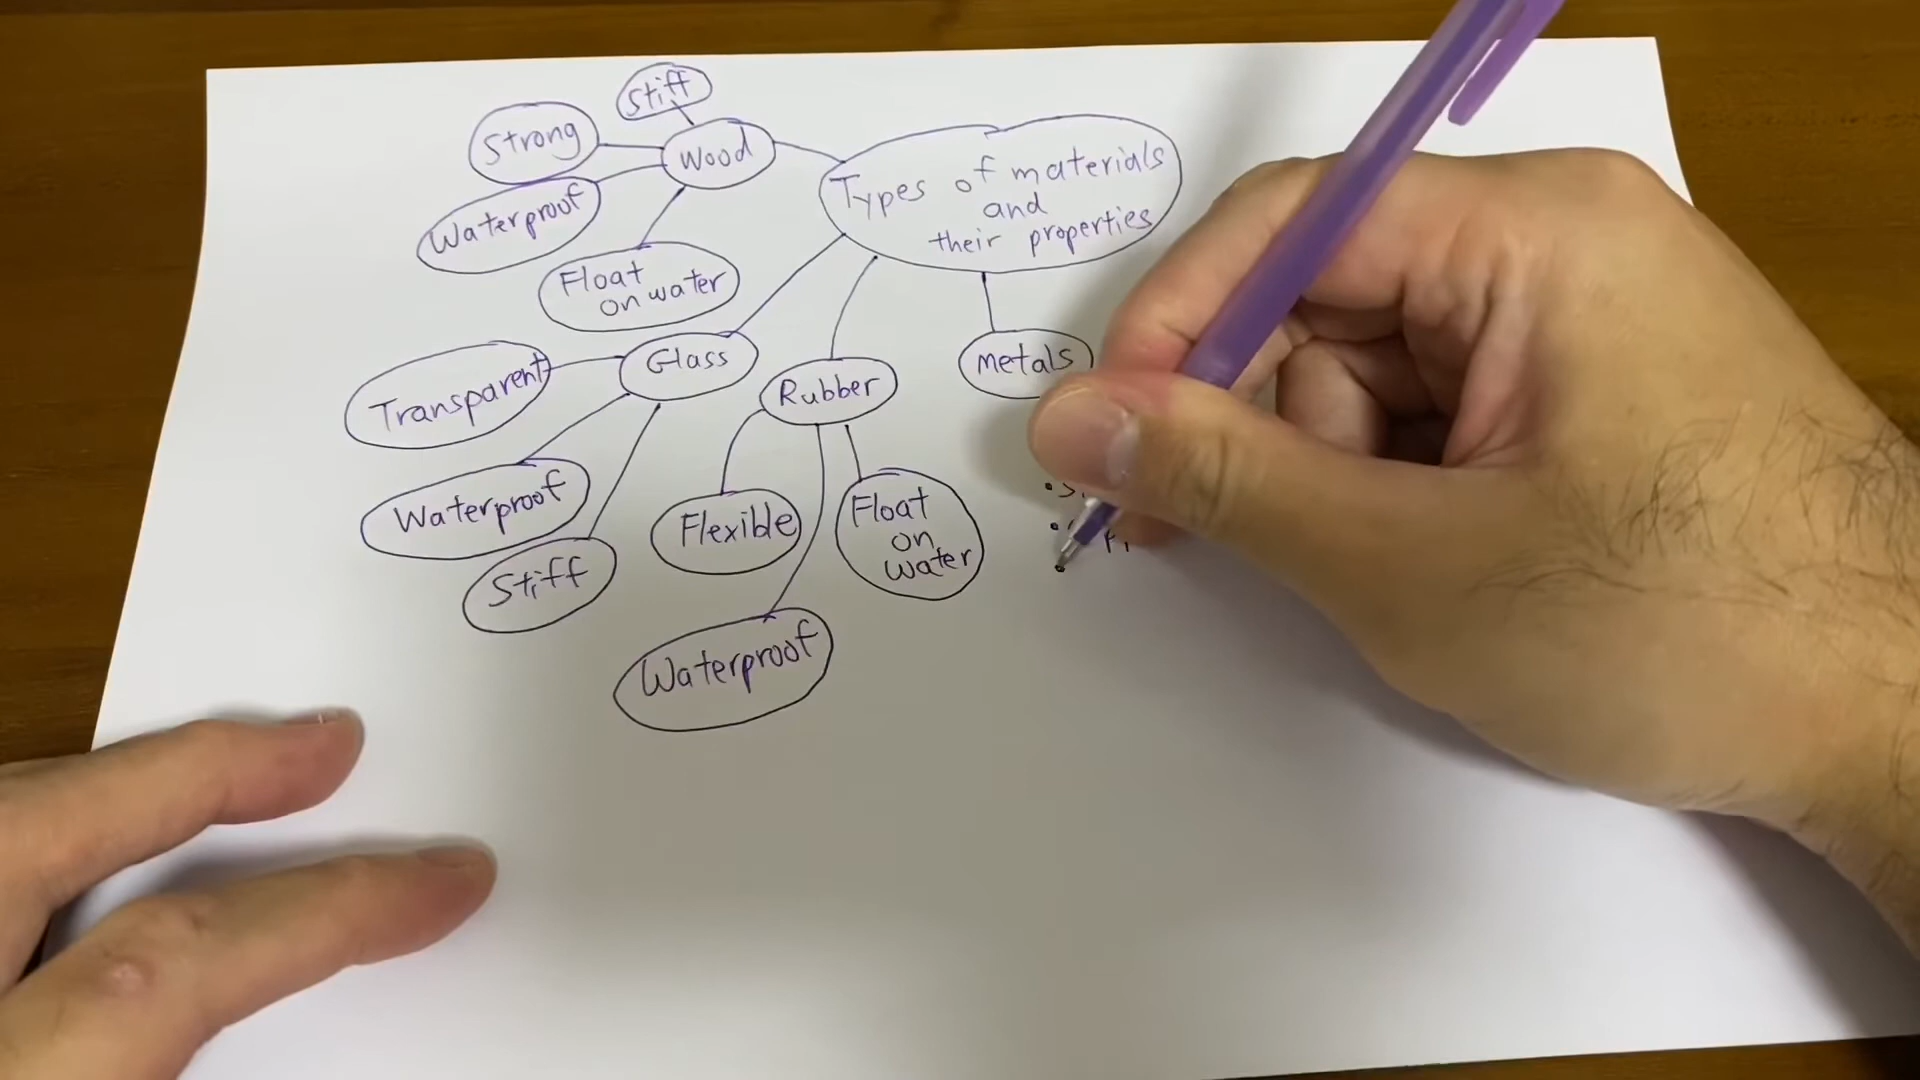 Stiff
Strong
Wood
Waterproof
Float
on water
Types of materials
and
their properties
Glass
Transparent
Waterproof
Stiff
Rubber
Flexible
Float
on
water
Waterproof
metals